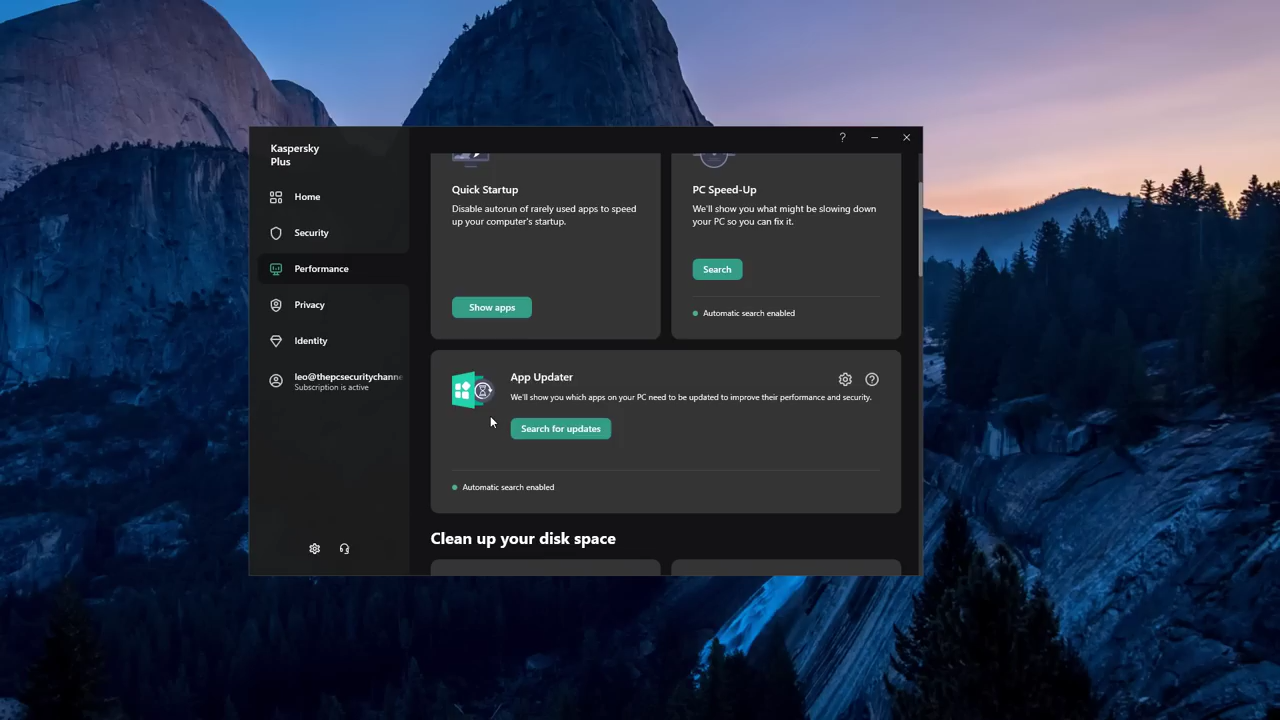 Kaspersky
Plus
Home
Security
Performance
Privacy
Identity
leo@thepcsecuritychanne
Subscription is active
?
Quick Startup
Disable autorun of rarely used apps to speed
up your computer's startup.
Show apps
PC Speed-Up
We'll show you what might be slowing down
your PC so you can fix it.
Search
Automatic search enabled
App Updater
?
We'll show you which apps on your PC need to be updated to improve their performance and security.
Search for updates
Automatic search enabled
Clean up your disk space